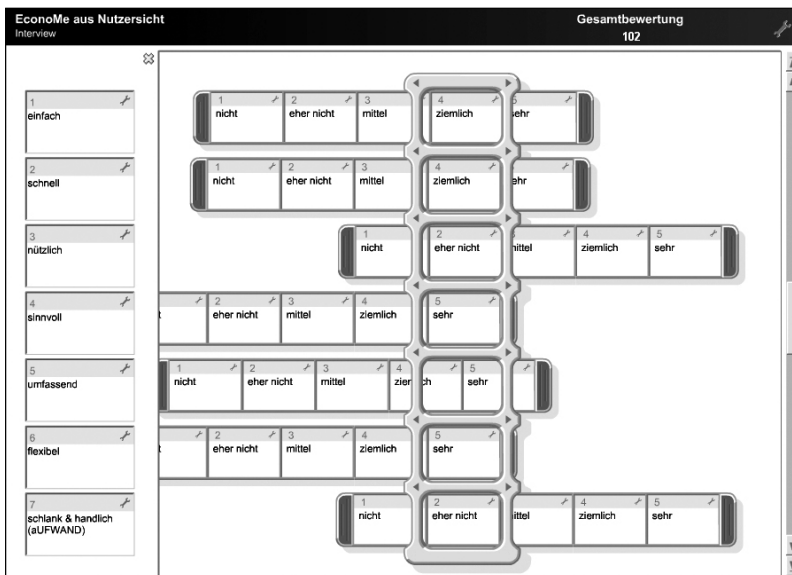 EconoMe aus Nutzersicht
Interview
Gesamtbewertung
102
1
einfach
1 2 3 4 5
nicht eher nicht mittel ziemlich sehr
2
schnell
1 2 3 4
nicht eher nicht mittel ziemlich
3
nützlich
1 2 4 5
nicht eher nicht ziemlich sehr
4
sinnvoll
2 3 4 5
eher nicht mittel ziemlich sehr
5
umfassend
1 2 3 4 5
nicht eher nicht mittel sehr
6
flexibel
2 3 4 5
eher nicht mittel ziemlich sehr
7
schlank & handlich
(aUFWAND)
1 2 4 5
nicht eher nicht ziemlich sehr